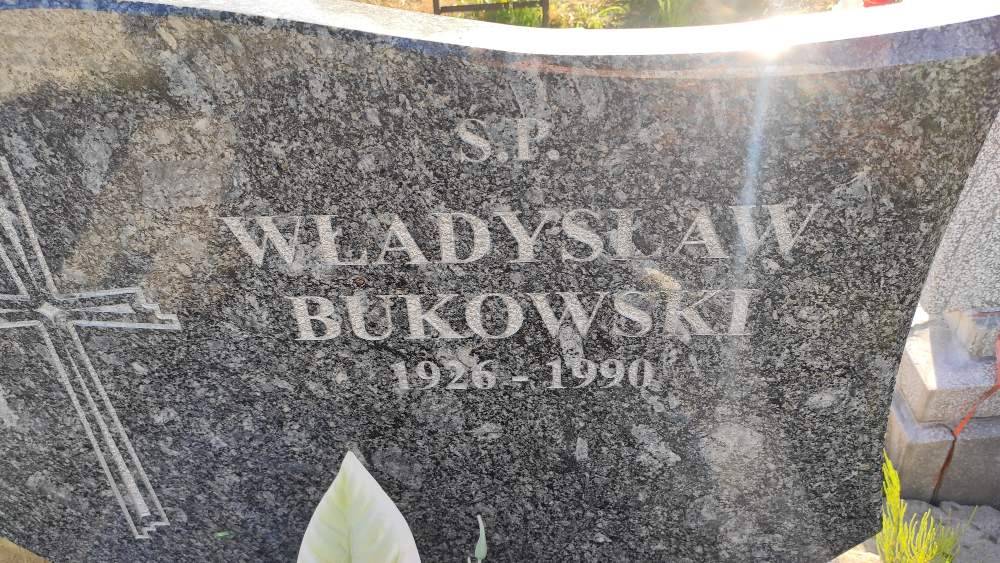 S.P.
WŁADYSŁAW
BUKOWSKI
1926 - 1990